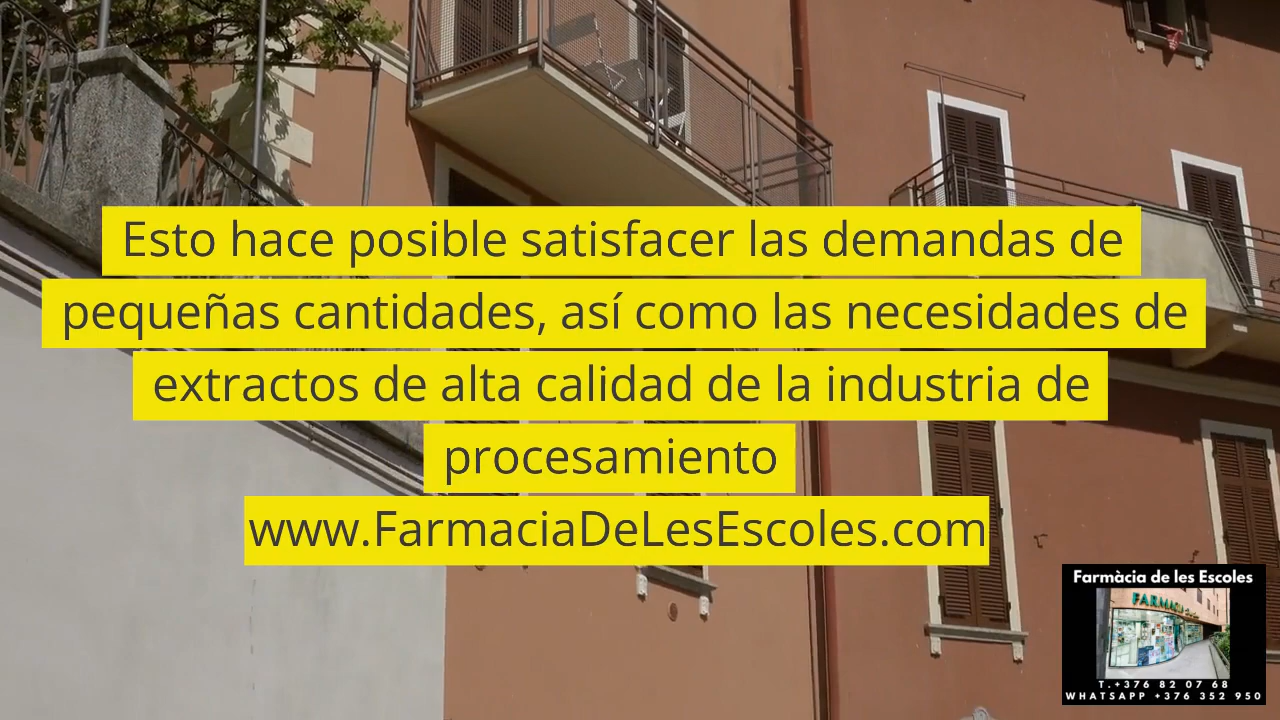 Esto hace posible satisfacer las demandas de
pequeñas cantidades, así como las necesidades de
extractos de alta calidad de la industria de
procesamiento
www.FarmaciaDeLesEscoles.com
Farmàcia de les Escoles
T.+376 82 07 68
WHATSAPP +376 352 950